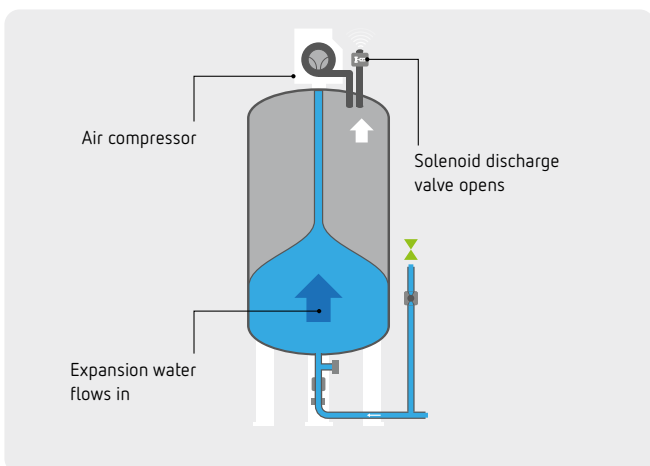 Air compressor
Solenoid discharge
valve opens
Expansion water
flows in